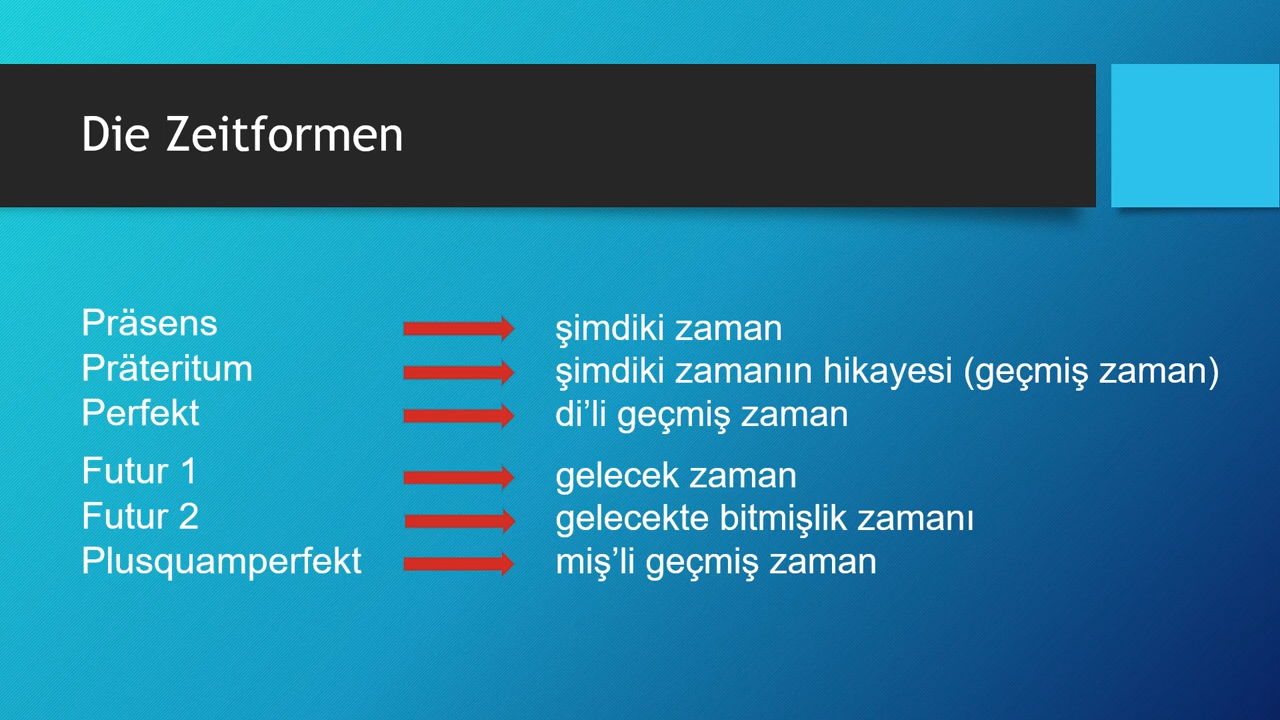 Die Zeitformen
Präsens şimdiki zaman
Präteritum şimdiki zamanın hikayesi (geçmiş zaman)
Perfekt di’li geçmiş zaman
Futur 1 gelecek zaman
Futur 2 gelecekte bitmişlik zamanı
Plusquamperfekt miş’li geçmiş zaman